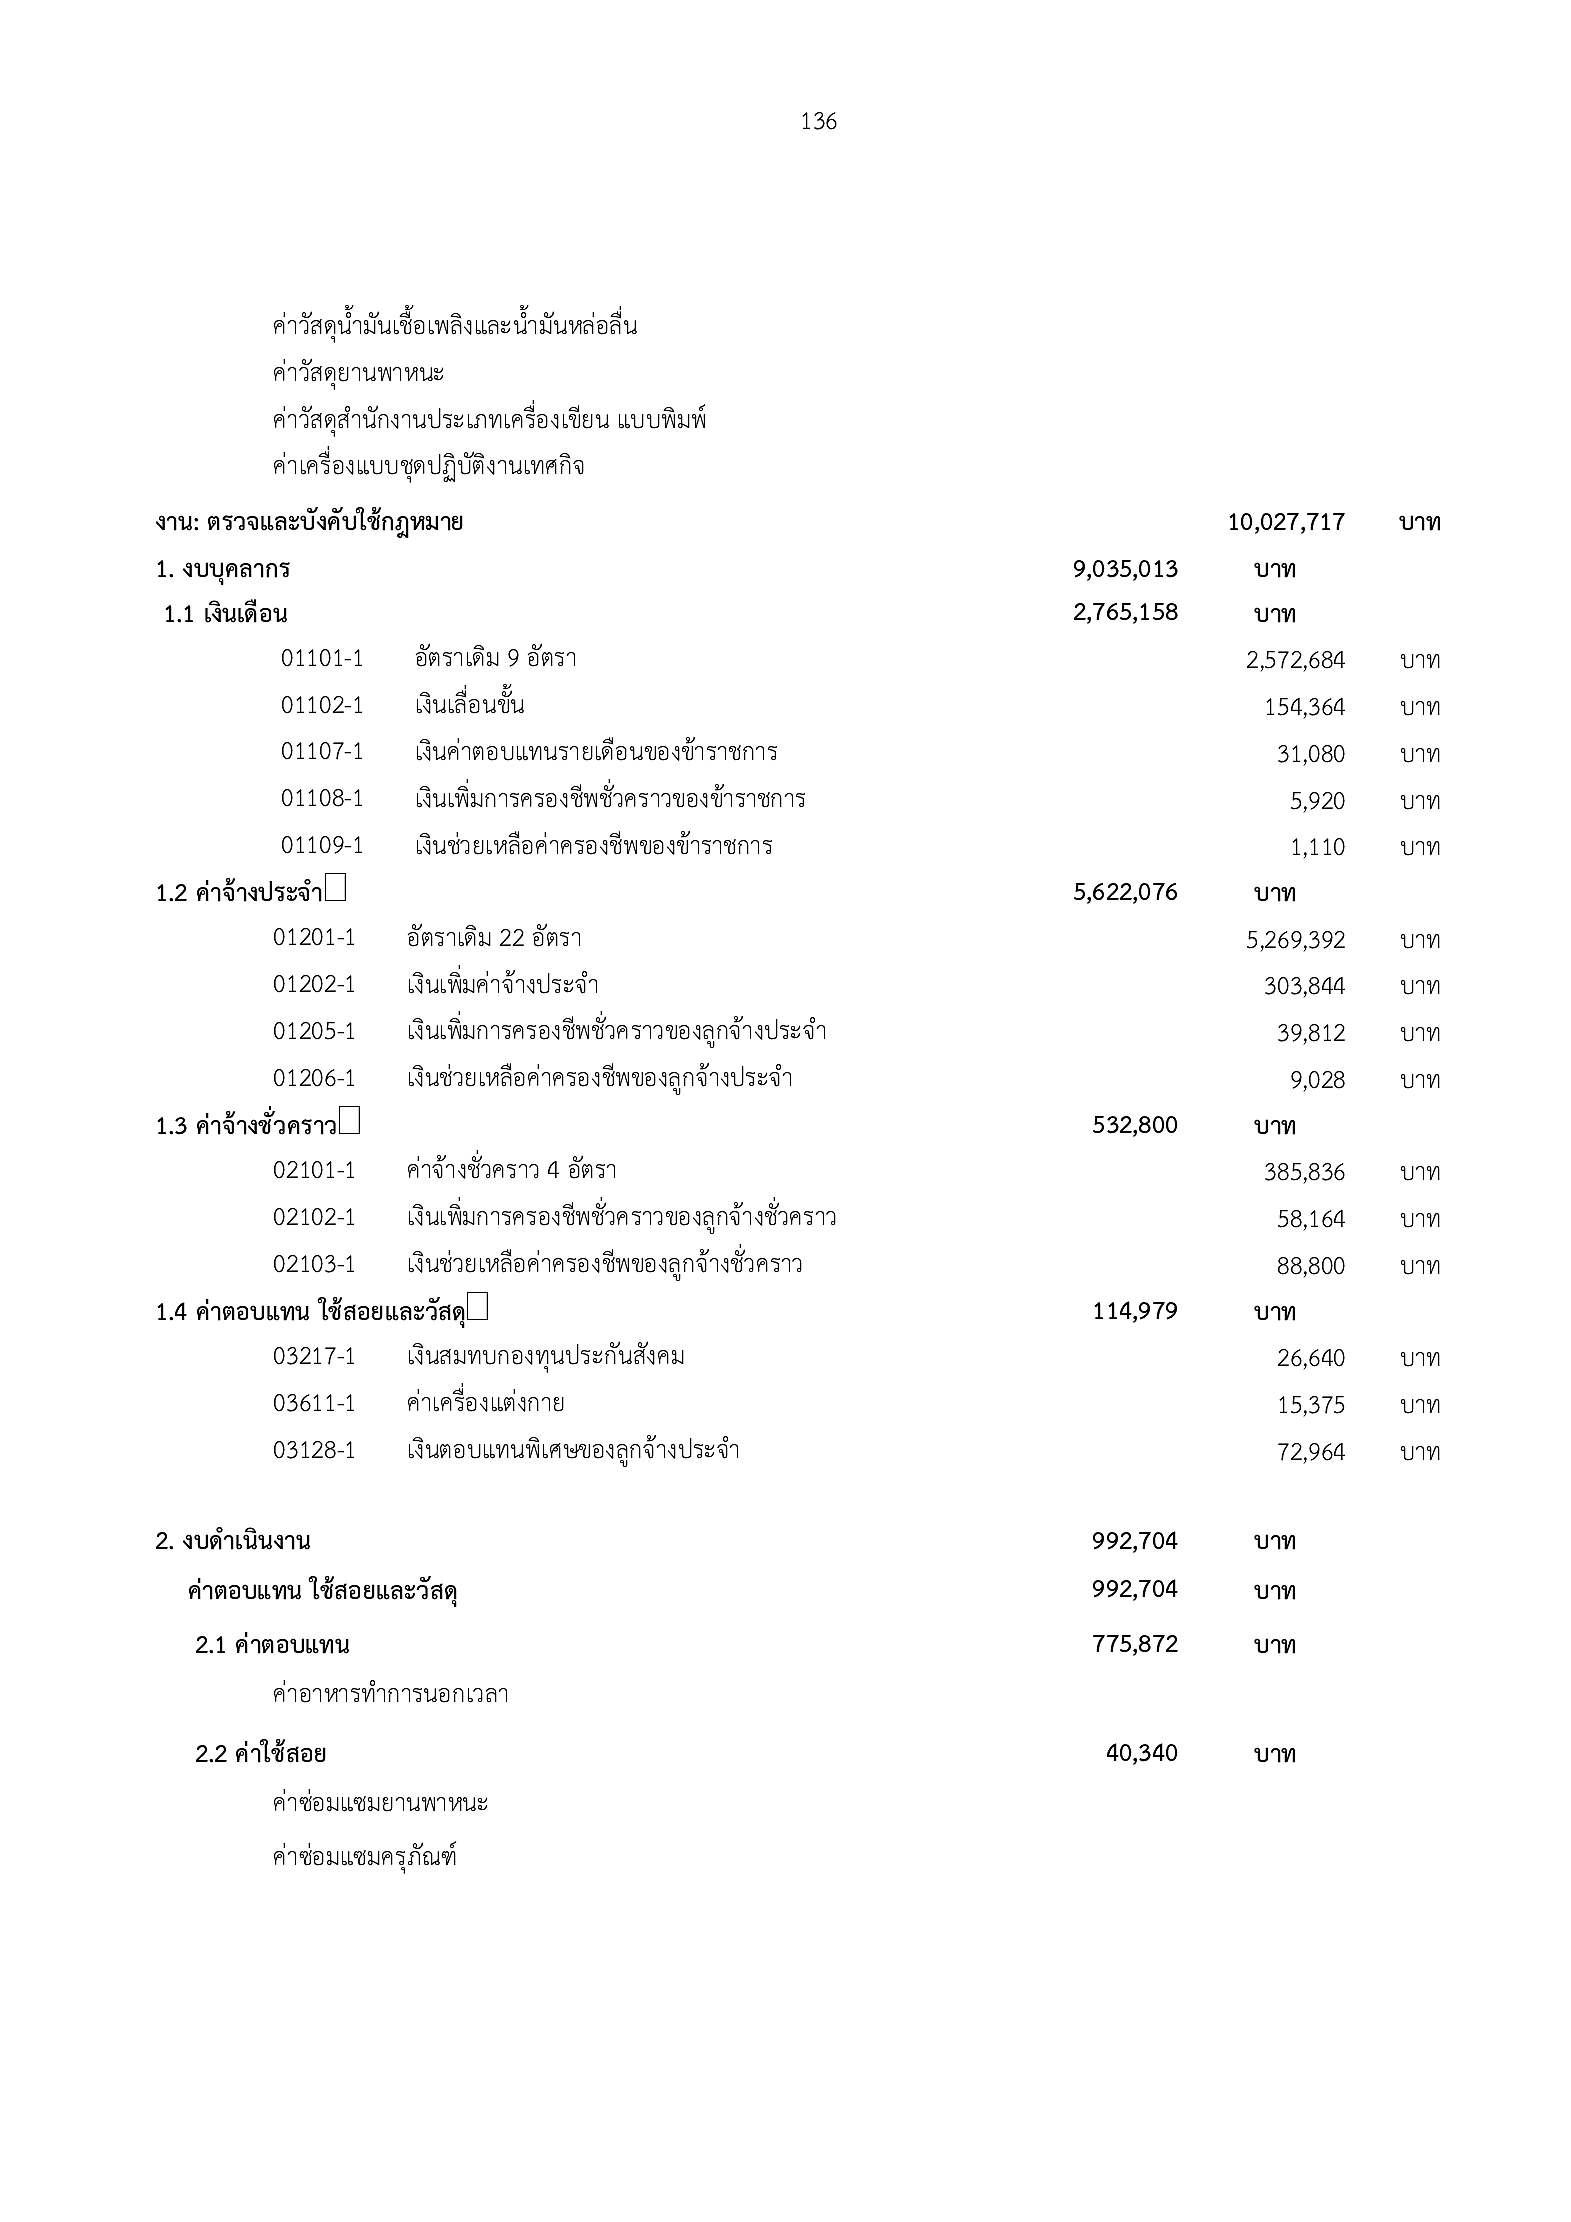 136
ค่าวัสดุน้ำมันเชื้อเพลิงและน้ำมันหล่อลื่น
ค่าวัสดุยานพาหนะ
ค่าวัสดุสำนักงานประเภทเครื่องเขียน แบบพิมพ์
ค่าเครื่องแบบชุดปฏิบัติงานเทศกิจ
งาน: ตรวจและบังคับใช้กฎหมาย 10,027,717 บาท
1. งบบุคลากร 9,035,013 บาท
1.1 เงินเดือน 2,765,158 บาท
01101-1 อัตราเดิม 9 อัตรา 2,572,684 บาท
01102-1 เงินเลื่อนขั้น 154,364 บาท
01107-1 เงินค่าตอบแทนรายเดือนของข้าราชการ 31,080 บาท
01108-1 เงินเพิ่มการครองชีพชั่วคราวของข้าราชการ 5,920 บาท
01109-1 เงินช่วยเหลือค่าครองชีพของข้าราชการ 1,110 บาท
1.2 ค่าจ้างประจำ 5,622,076 บาท
01201-1 อัตราเดิม 22 อัตรา 5,269,392 บาท
01202-1 เงินเพิ่มค่าจ้างประจำ 303,844 บาท
01205-1 เงินเพิ่มการครองชีพชั่วคราวของลูกจ้างประจำ 39,812 บาท
01206-1 เงินช่วยเหลือค่าครองชีพของลูกจ้างประจำ 9,028 บาท
1.3 ค่าจ้างชั่วคราว 532,800 บาท
02101-1 ค่าจ้างชั่วคราว 4 อัตรา 385,836 บาท
02102-1 เงินเพิ่มการครองชีพชั่วคราวของลูกจ้างชั่วคราว 58,164 บาท
02103-1 เงินช่วยเหลือค่าครองชีพของลูกจ้างชั่วคราว 88,800 บาท
1.4 ค่าตอบแทน ใช้สอยและวัสดุ 114,979 บาท
03217-1 เงินสมทบกองทุนประกันสังคม 26,640 บาท
03611-1 ค่าเครื่องแต่งกาย 15,375 บาท
03128-1 เงินตอบแทนพิเศษของลูกจ้างประจำ 72,964 บาท
2. งบดำเนินงาน 992,704 บาท
ค่าตอบแทน ใช้สอยและวัสดุ 992,704 บาท
2.1 ค่าตอบแทน 775,872 บาท
ค่าอาหารทำการนอกเวลา
2.2 ค่าใช้สอย 40,340 บาท
ค่าซ่อมแซมยานพาหนะ
ค่าซ่อมแซมครุภัณฑ์